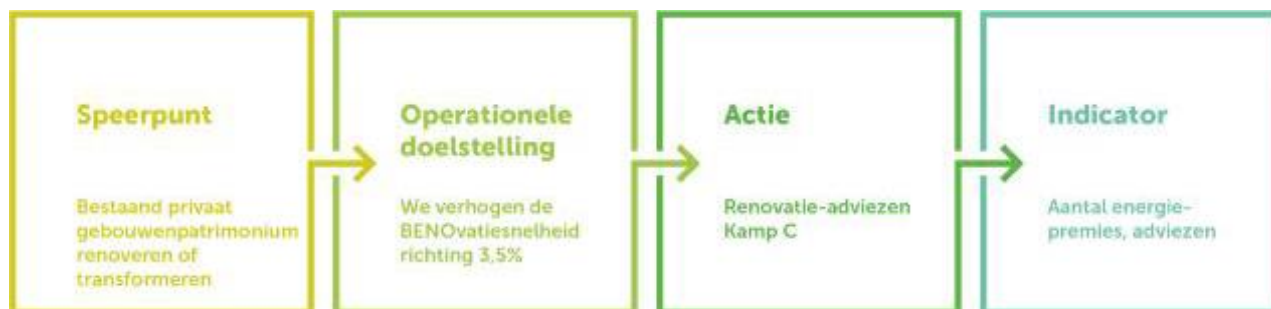 Speerpunt
Bestaand privaat
gebouwenpatrimonium
renoveren of
transformeren
Operationele
doelstelling
We verhogen de
BENOvatiesnelheid
richting 3,5%
Actie
Renovatie-adviezen
Kamp C
Indicator
Aantal energie-
premies, adviezen